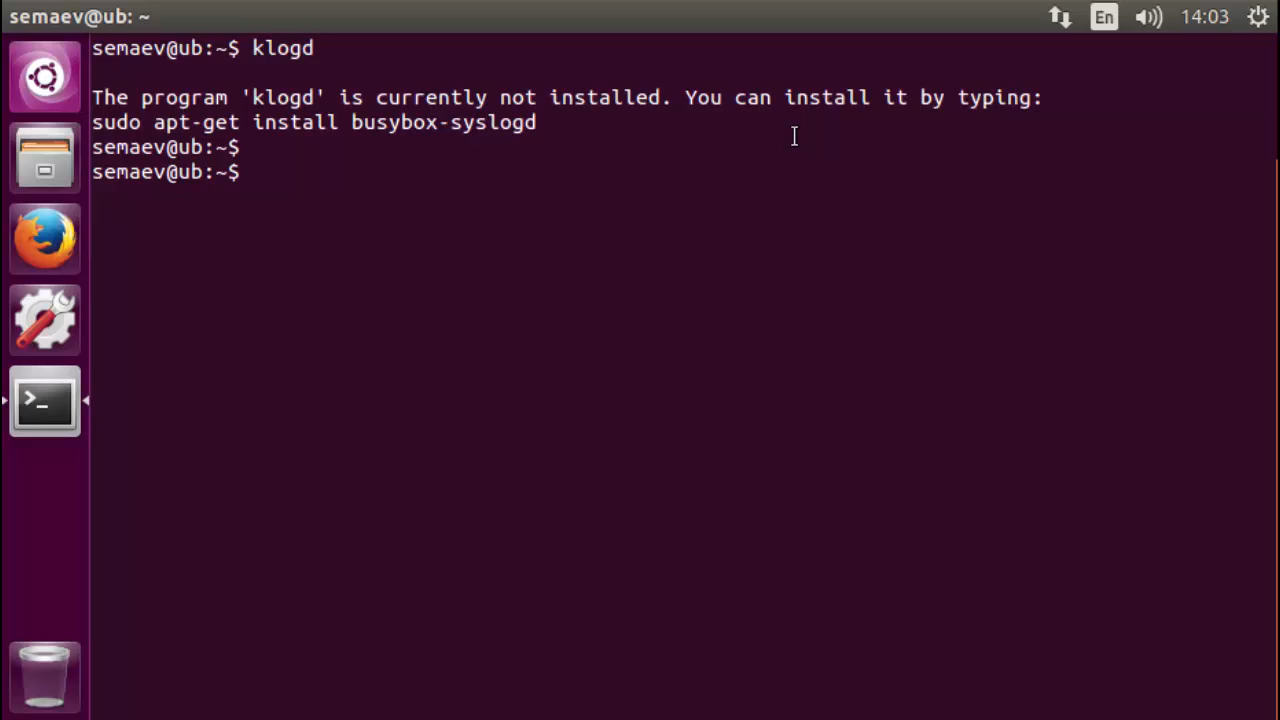 semaev@ub: ~
En
14:03
semaev@ub:~$ klogd
The program 'klogd' is currently not installed. You can install it by typing:
sudo apt-get install busybox-syslogd
semaev@ub:~$
semaev@ub:~$
>_